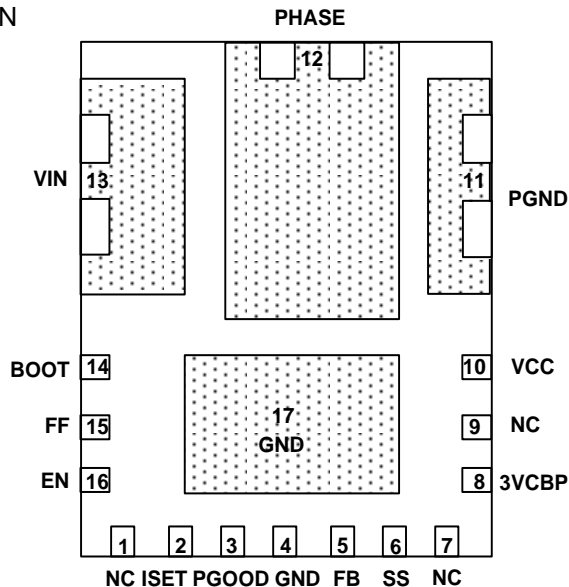 N
PHASE
12
VIN 13 11 PGND
BOOT 14 10 VCC
17
FF 15 9 NC
GND
EN 16 8 3VCBP
1 2 3 4 5 6 7
NC ISET PGOOD GND FB SS NC